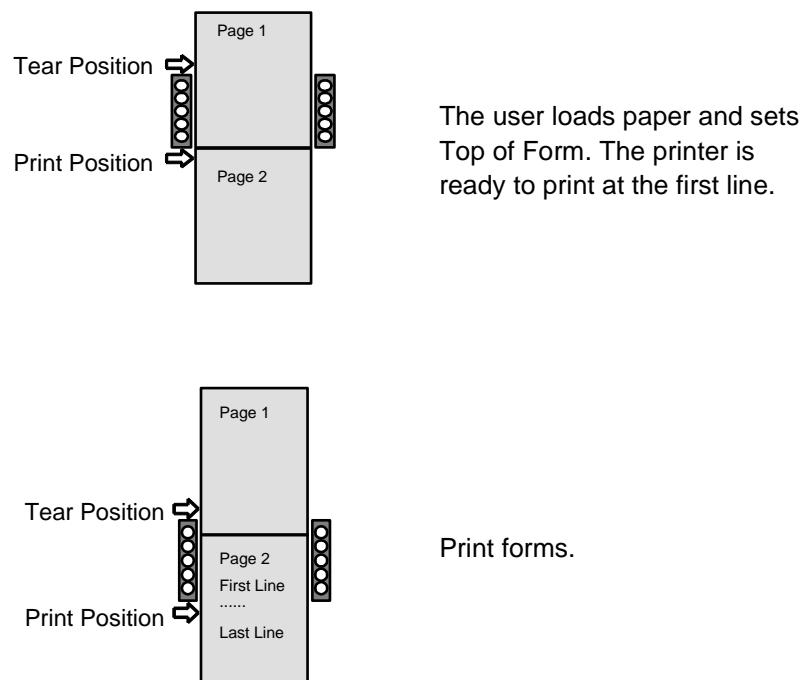 Page 1
Tear Position
Print Position
Page 2
The user loads paper and sets
Top of Form. The printer is
ready to print at the first line.
Page 1
Tear Position
Page 2
First Line
......
Print Position
Last Line
Print forms.